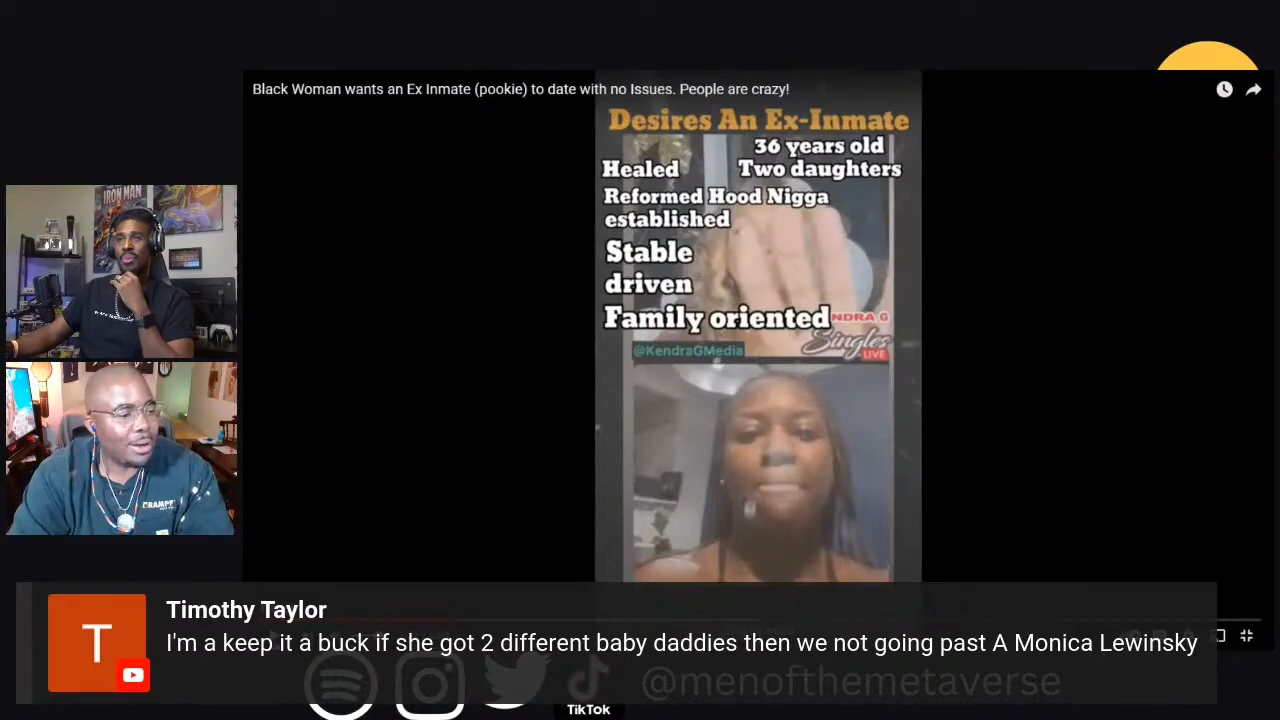 Black Woman wants an Ex Inmate (pookie) to date with no Issues. People are crazy!
Desires An Ex-Inmate
36 years old
Healed
Two daughters
Reformed Hood Nigga
established
Stable
driven
Family oriented
NDRA G
Singles
LIVE
@KendraGMedia
IRON MAN
T
Timothy Taylor
I'm a keep it a buck if she got 2 different baby daddies then we not going past A Monica Lewinsky
@menofthemetaverse
TikTok